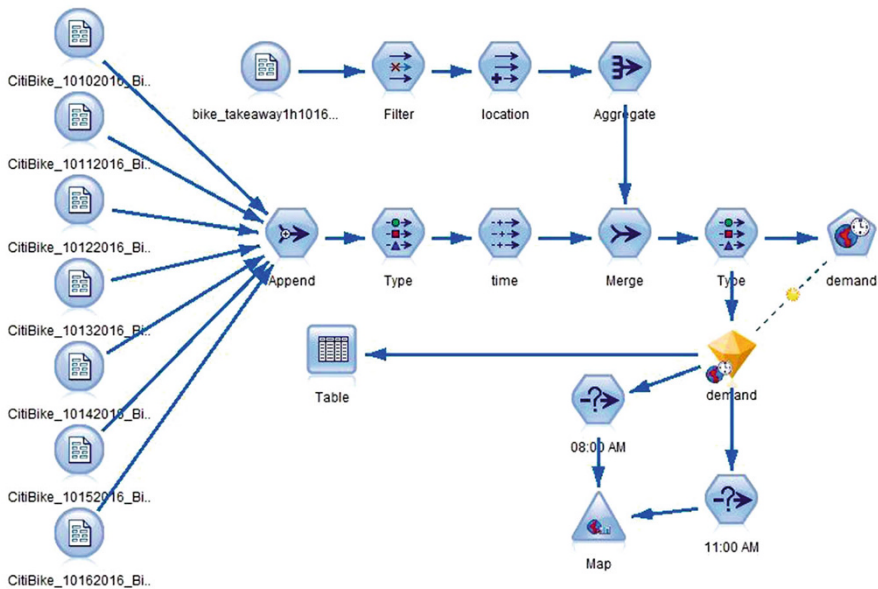 CitiBike_10102016_Bi..
CitiBike_10112016_Bi..
CitiBike_10122016_Bi..
CitiBike_10132016_Bi..
CitiBike_10142016_Bi..
CitiBike_10152016_Bi..
CitiBike_10162016_Bi..
bike_takeaway1h1016...
Filter
location
Aggregate
Append
Type
time
Merge
Type
demand
Table
demand
08:00 AM
11:00 AM
Map